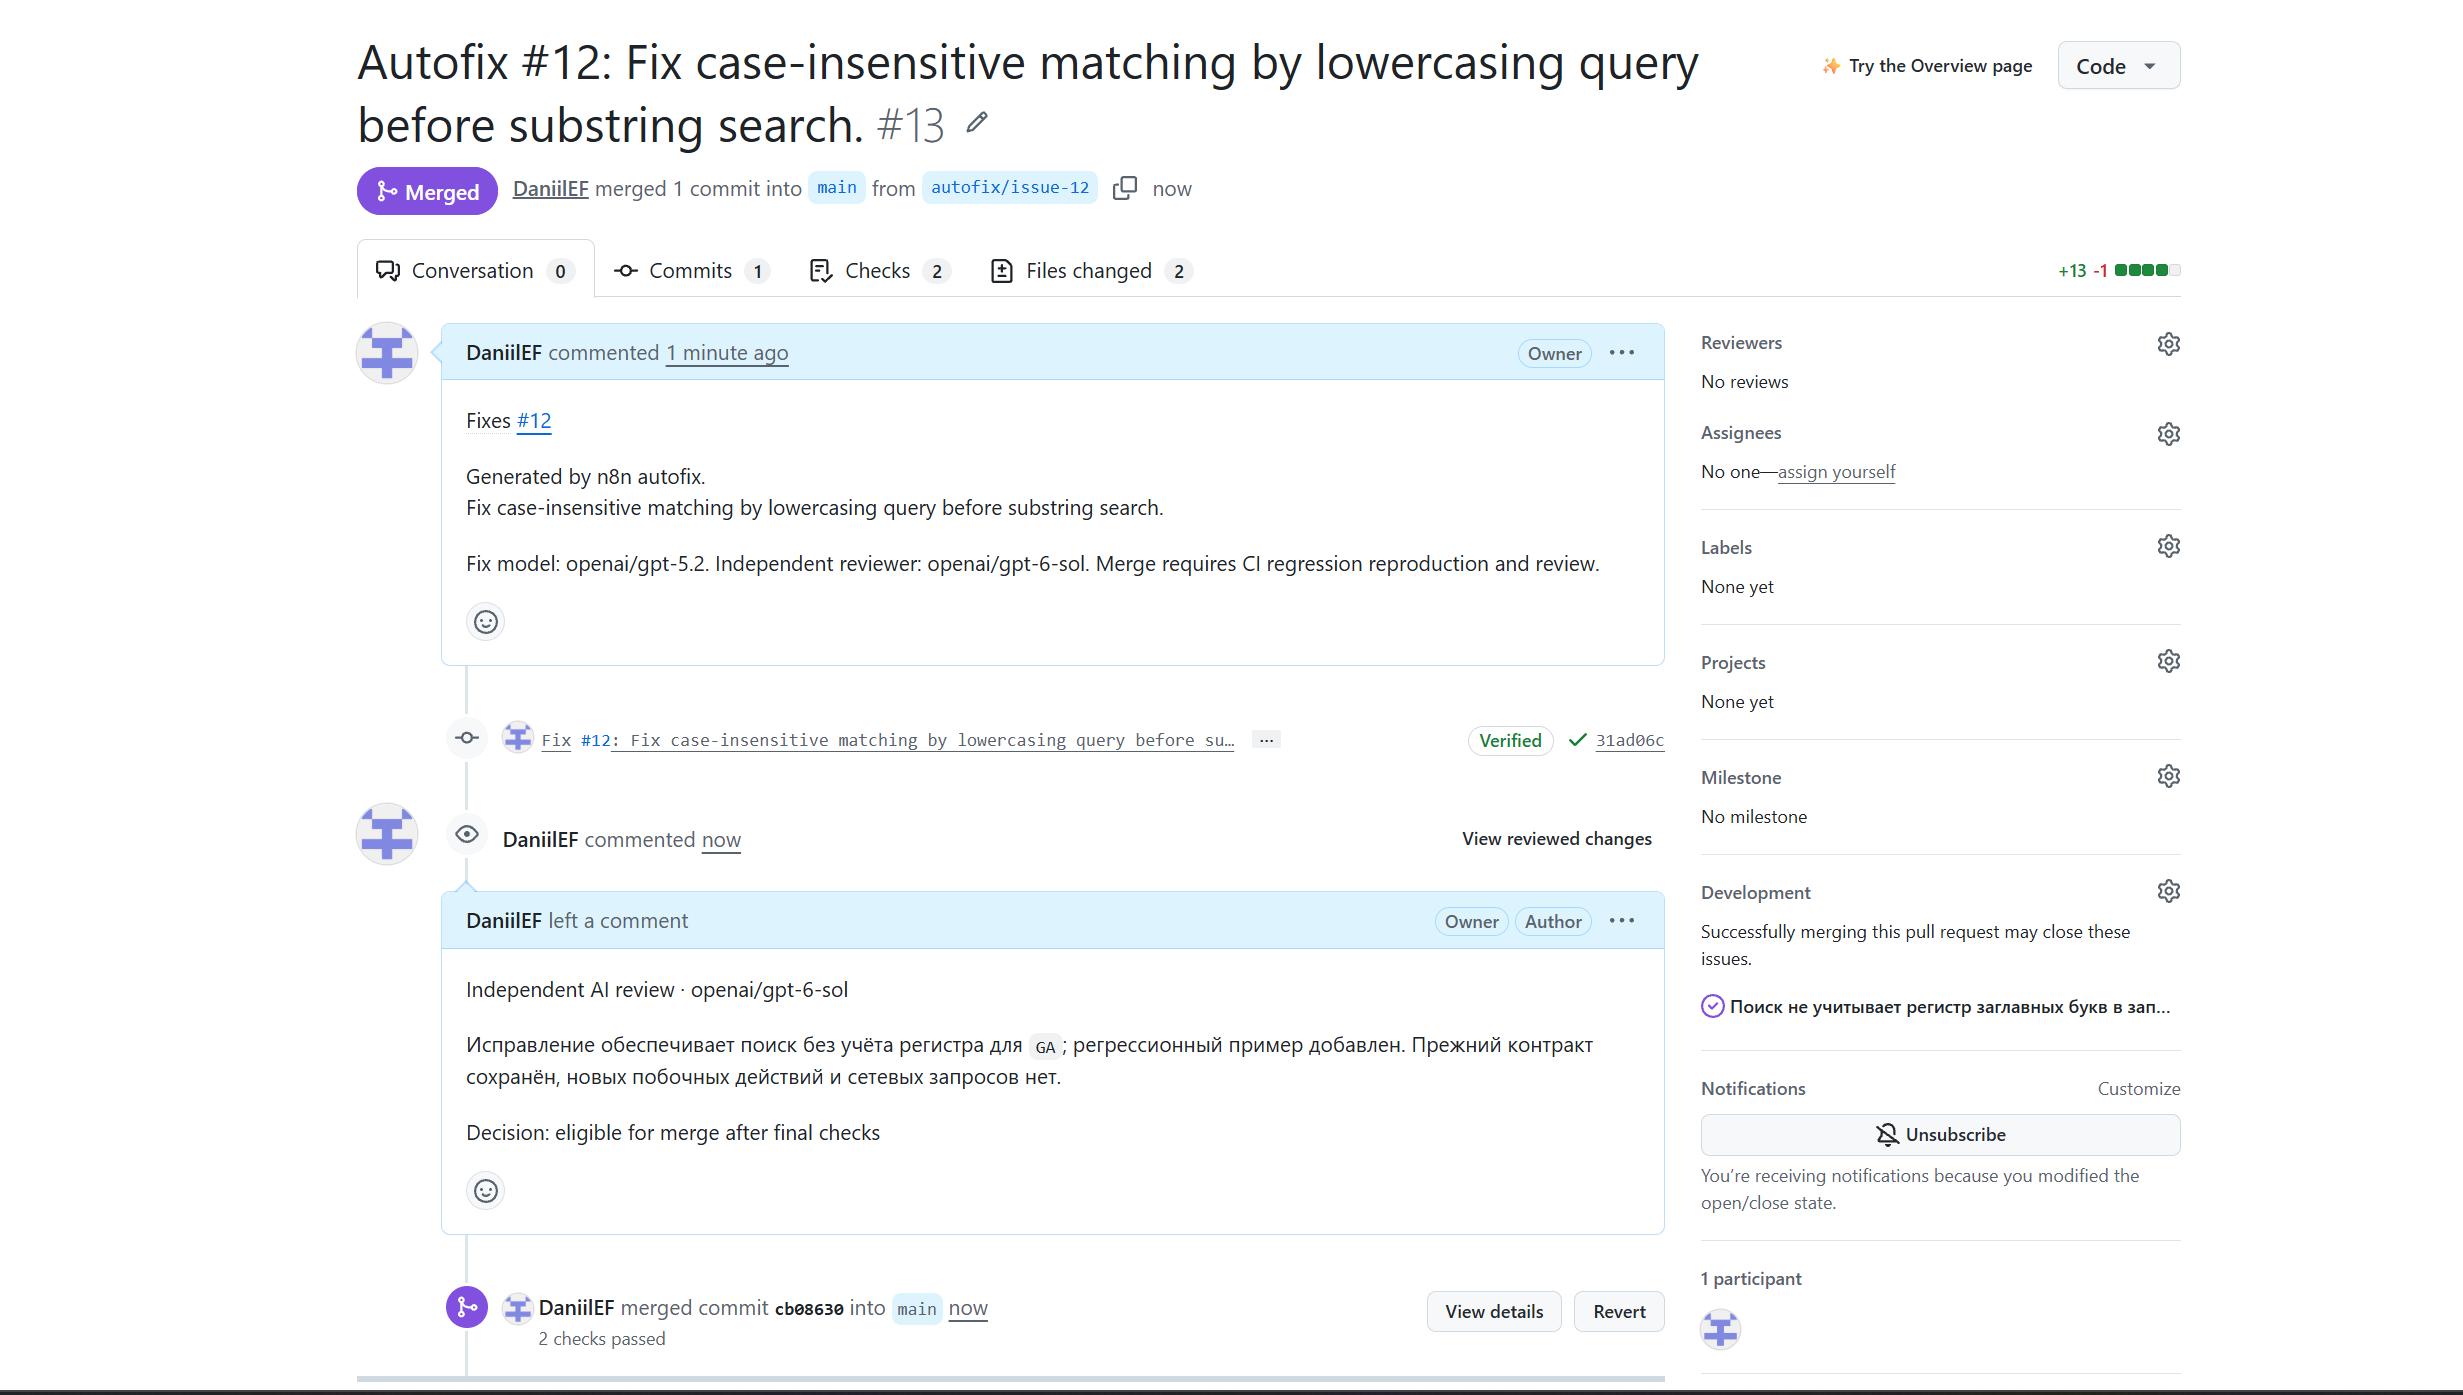 Autofix #12: Fix case-insensitive matching by lowercasing query
before substring search. #13
Try the Overview page
Code
Merged
DaniilEF merged 1 commit into main from autofix/issue-12 now
Conversation 0
Commits 1
Checks 2
Files changed 2
+13 -1
DaniilEF commented 1 minute ago
Owner
Fixes #12
Generated by n8n autofix.
Fix case-insensitive matching by lowercasing query before substring search.
Fix model: openai/gpt-5.2. Independent reviewer: openai/gpt-6-sol. Merge requires CI regression reproduction and review.
Fix #12: Fix case-insensitive matching by lowercasing query before su…
Verified
31ad06c
DaniilEF commented now
View reviewed changes
DaniilEF left a comment
Owner
Author
Independent AI review · openai/gpt-6-sol
Исправление обеспечивает поиск без учёта регистра для GA; регрессионный пример добавлен. Прежний контракт
сохранён, новых побочных действий и сетевых запросов нет.
Decision: eligible for merge after final checks
DaniilEF merged commit cb08630 into main now
2 checks passed
View details
Revert
Reviewers
No reviews
Assignees
No one—assign yourself
Labels
None yet
Projects
None yet
Milestone
No milestone
Development
Successfully merging this pull request may close these
issues.
Поиск не учитывает регистр заглавных букв в зап...
Notifications
Customize
Unsubscribe
You're receiving notifications because you modified the
open/close state.
1 participant